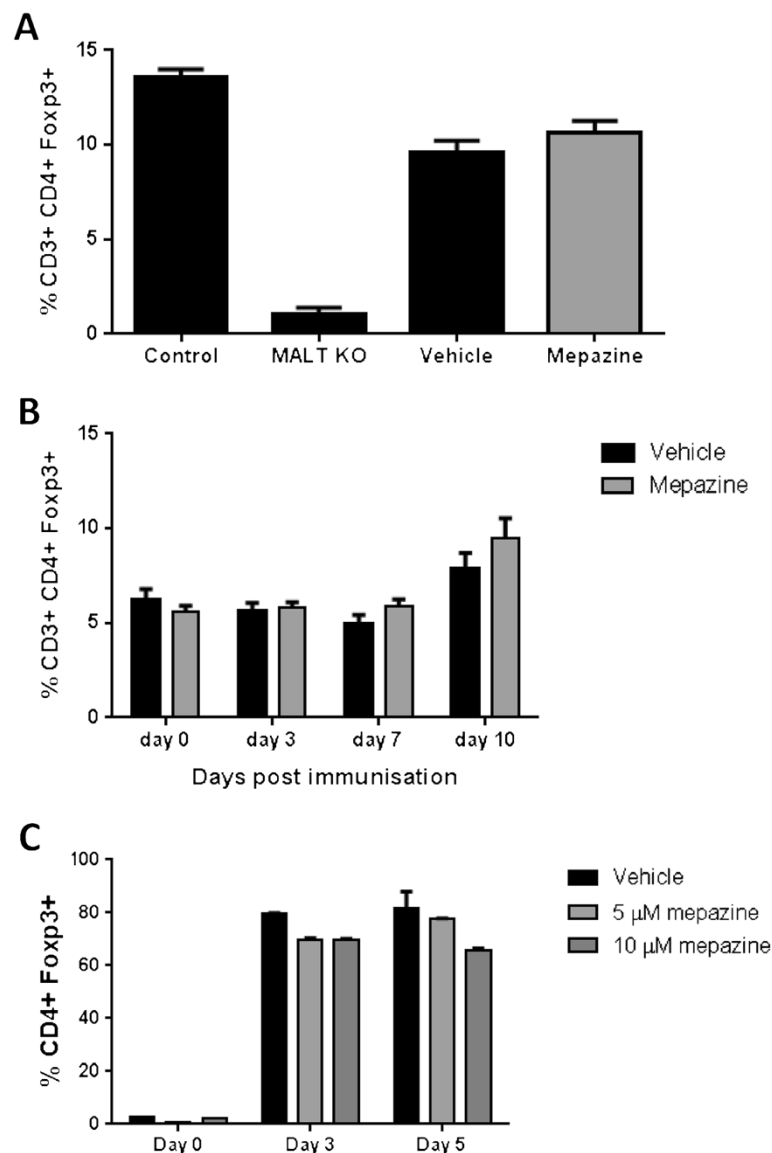 A
% CD3+ CD4+ Foxp3+
15
10
5
0
Control MALT KO Vehicle Mepazine
B
% CD3+ CD4+ Foxp3+
15
10
5
0
day 0 day 3 day 7 day 10
Days post immunisation
Vehicle
Mepazine
C
% CD4+ Foxp3+
100
80
60
40
20
0
Day 0 Day 3 Day 5
Vehicle
5 µM mepazine
10 µM mepazine